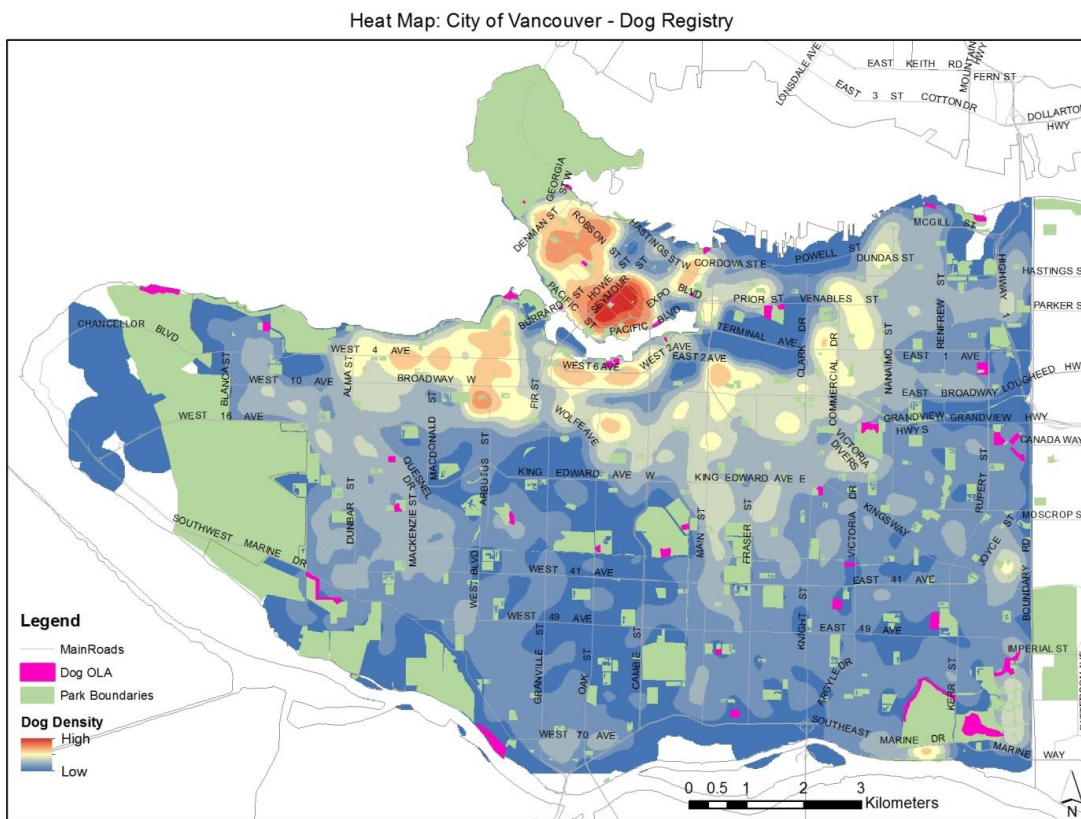 Heat Map: City of Vancouver - Dog Registry
LONSDALE AVE
EAST KEITH RD
MOUNTAIN HWY
FERN ST
EAST 3 ST
COTTON DR
DOLLARTON HWY
GEORGIA ST W
DENMAN ST
ROBSON ST
HASTINGS ST W
MCGILL ST
CORDOVA ST E
POWELL ST
DUNDAS ST
HIGHWAY 1
HASTINGS S
PACIFIC ST
HOWE ST
SEYMOUR ST
EXPO BLVD
PRIOR ST
VENABLES ST
RENFREW ST
PARKER S
BURRARD ST
PACIFIC BLVD
CHANCELLOR BLVD
TERMINAL AVE
CLARK DR
COMMERCIAL DR
NANAIMO ST
EAST 1 AVE
LOUGHEED HW
WEST 4 AVE
WEST 2 AVE
EAST 2 AVE
WEST 6 AVE
BLANCA ST
WEST 10 AVE
ALMA ST
BROADWAY W
FIR ST
EAST BROADWAY
WEST 16 AVE
MACDONALD ST
WOLFE AVE
GRANDVIEW HWY S
GRANDVIEW HWY
CANADA WAY
VICTORIA DIVERS
ARBUTUS ST
QUESNEL DR
KING EDWARD AVE W
KING EDWARD AVE E
RUPERT ST
SOUTHWEST MARINE DR
DUNBAR ST
MACKENZIE ST
MAIN ST
FRASER ST
VICTORIA DR
KINGSWAY
MOSCROP S
JOYCE ST
WEST BLVD
WEST 41 AVE
EAST 41 AVE
BOUNDARY RD
WEST 49 AVE
EAST 49 AVE
KNIGHT ST
GRANVILLE ST
OAK ST
CAMBIE ST
ARGYLE DR
KERR ST
IMPERIAL ST
WEST 70 AVE
SOUTHEAST MARINE DR
MARINE WAY
Legend
MainRoads
Dog OLA
Park Boundaries
Dog Density
High
Low
0 0.5 1 2 3
Kilometers
N